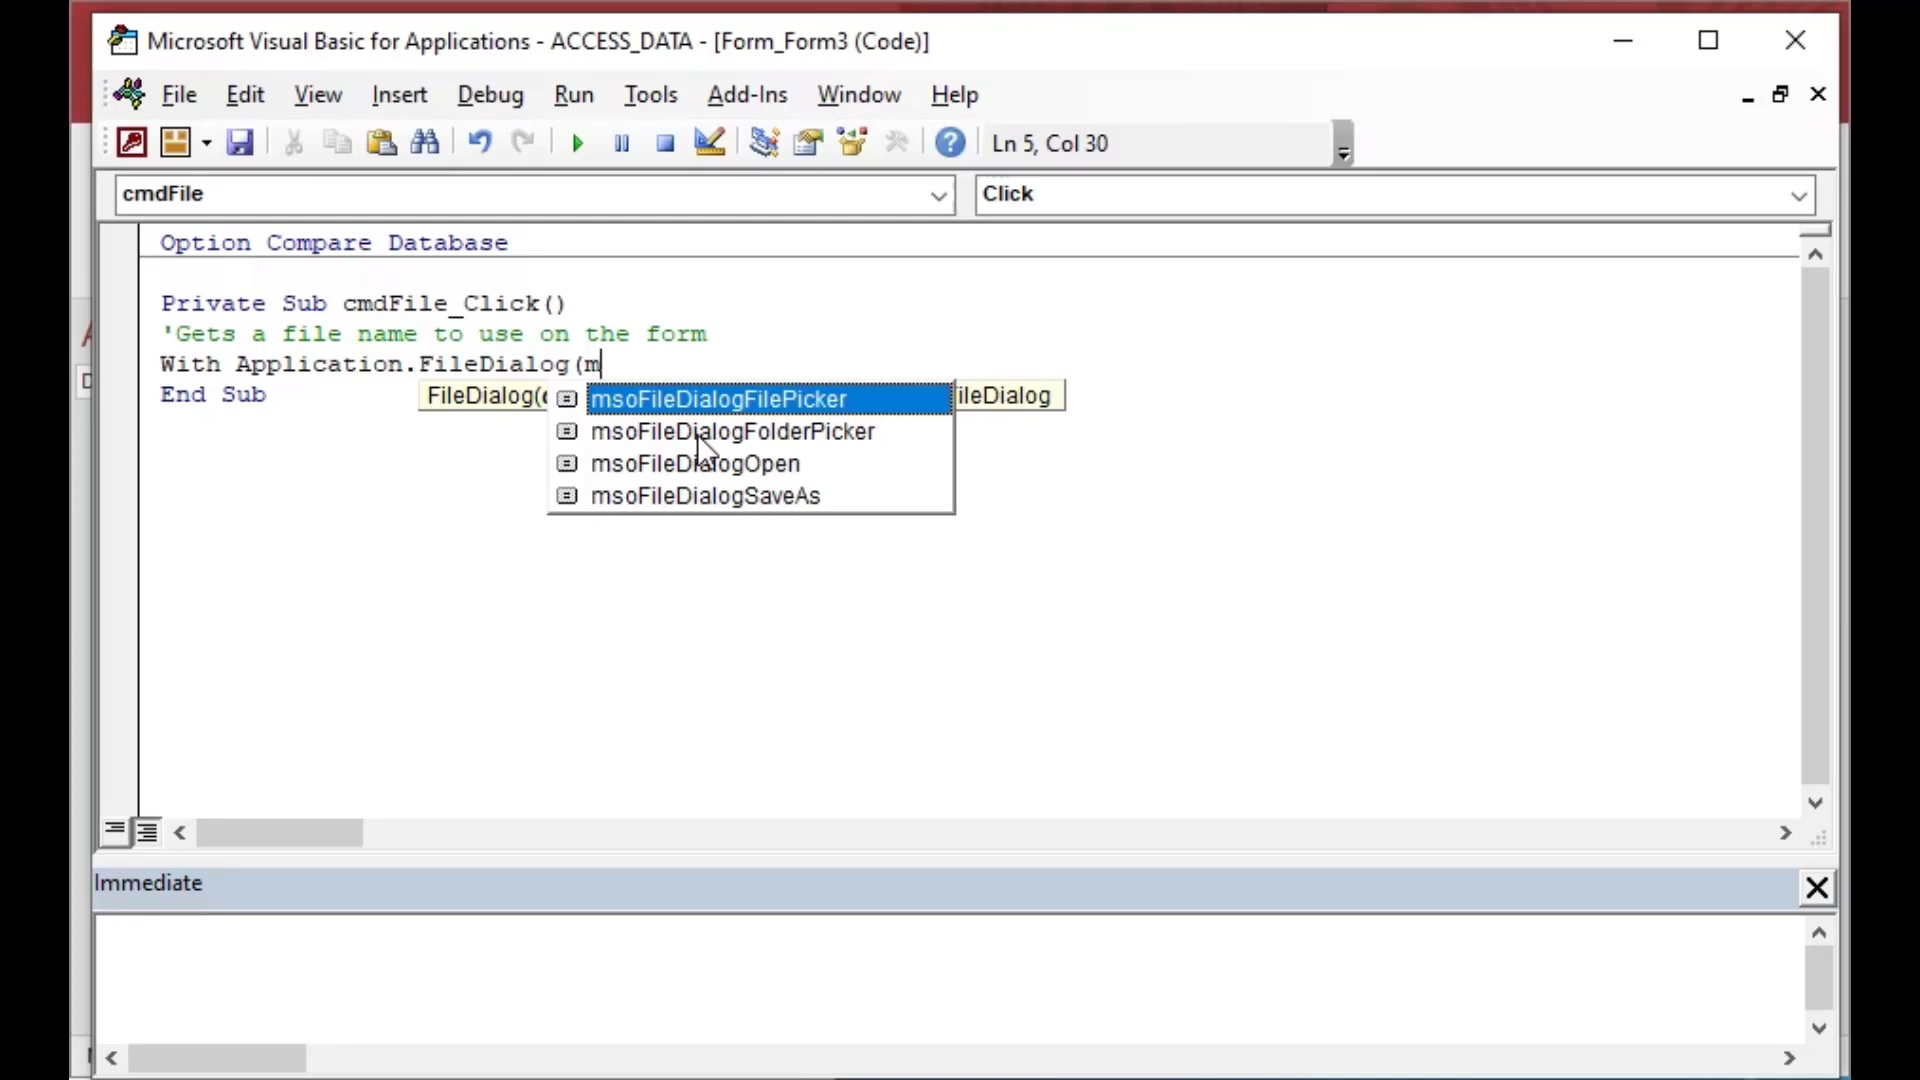 Microsoft Visual Basic for Applications - ACCESS_DATA - [Form_Form3 (Code)]
File Edit View Insert Debug Run Tools Add-Ins Window Help
Ln 5, Col 30
cmdFile Click
Option Compare Database
Private Sub cmdFile_Click()
'Gets a file name to use on the form
With Application.FileDialog(m
End Sub
FileDialog( ileDialog
msoFileDialogFilePicker
msoFileDialogFolderPicker
msoFileDialogOpen
msoFileDialogSaveAs
Immediate